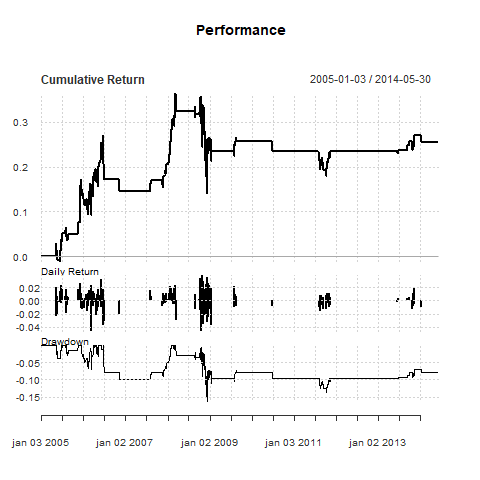 Performance
Cumulative Return 2005-01-03 / 2014-05-30
0.3
0.2
0.1
0.0
Daily Return
0.02
0.00
-0.02
-0.04
Drawdown
-0.05
-0.10
-0.15
jan 03 2005 jan 02 2007 jan 02 2009 jan 03 2011 jan 02 2013